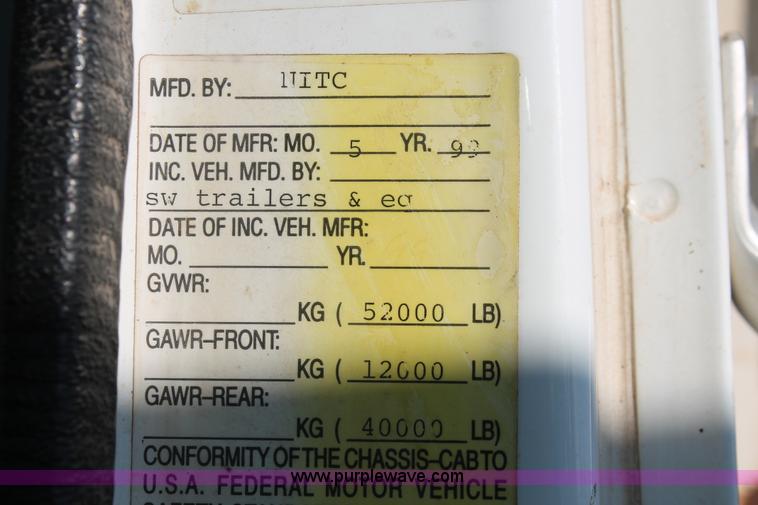 MFD. BY: NITC
DATE OF MFR: MO. 5 YR. 99
INC. VEH. MFD. BY:
sw trailers & eq
DATE OF INC. VEH. MFR:
MO. YR.
GVWR:
KG ( 52000 LB)
GAWR-FRONT:
KG ( 12000 LB)
GAWR-REAR:
KG ( 40000 LB)
CONFORMITY OF THE CHASSIS-CAB TO
www.purplewave.com
U.S.A. FEDERAL MOTOR VEHICLE